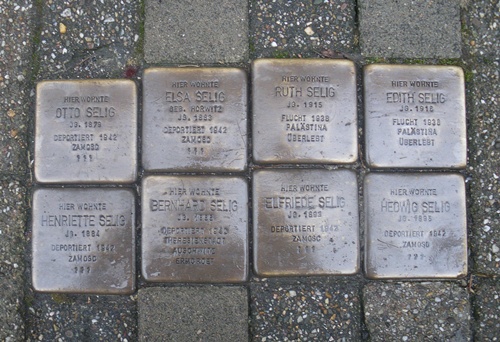 HIER WOHNTE
OTTO SELIG
JG. 1879
DEPORTIERT 1942
ZAMOSC
???
HIER WOHNTE
ELSA SELIG
GEB. HORWITZ
JG. 1883
DEPORTIERT 1942
ZAMOSC
???
HIER WOHNTE
RUTH SELIG
JG. 1915
FLUCHT 1938
PALÄSTINA
ÜBERLEBT
HIER WOHNTE
EDITH SELIG
JG.
FLUCHT 1938
PALÄSTINA
ÜBERLEBT
HIER WOHNTE
HENRIETTE SELIG
JG. 1884
DEPORTIERT 1942
ZAMOSC
???
HIER WOHNTE
BERNHARD SELIG
JG.
DEPORTIERT
THERESIENSTADT
AUSCHWITZ
ERMORDET
HIER WOHNTE
ELFRIEDE SELIG
JG.
DEPORTIERT 1942
ZAMOSC
???
HIER WOHNTE
HEDWIG SELIG
JG.
DEPORTIERT 1942
ZAMOSC
???